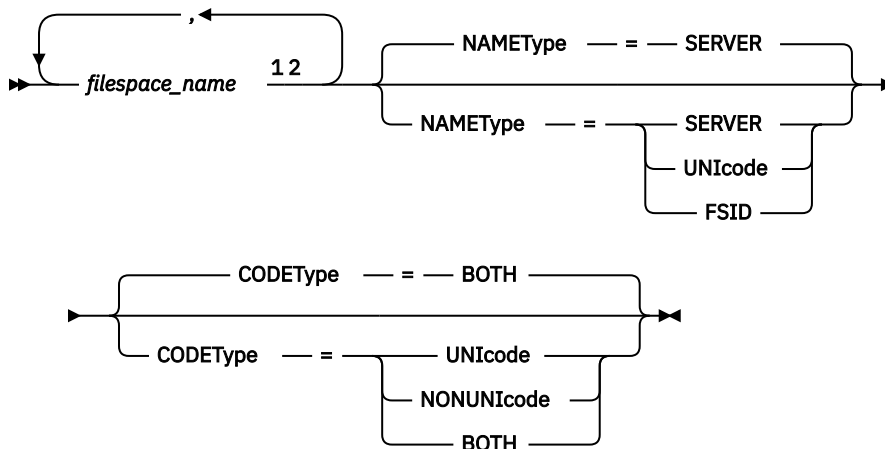 ,
filespace_name 1 2
NAMEType = SERVER
NAMEType = SERVER
UNIcode
FSID
CODEType = BOTH
CODEType = UNIcode
NONUNIcode
BOTH